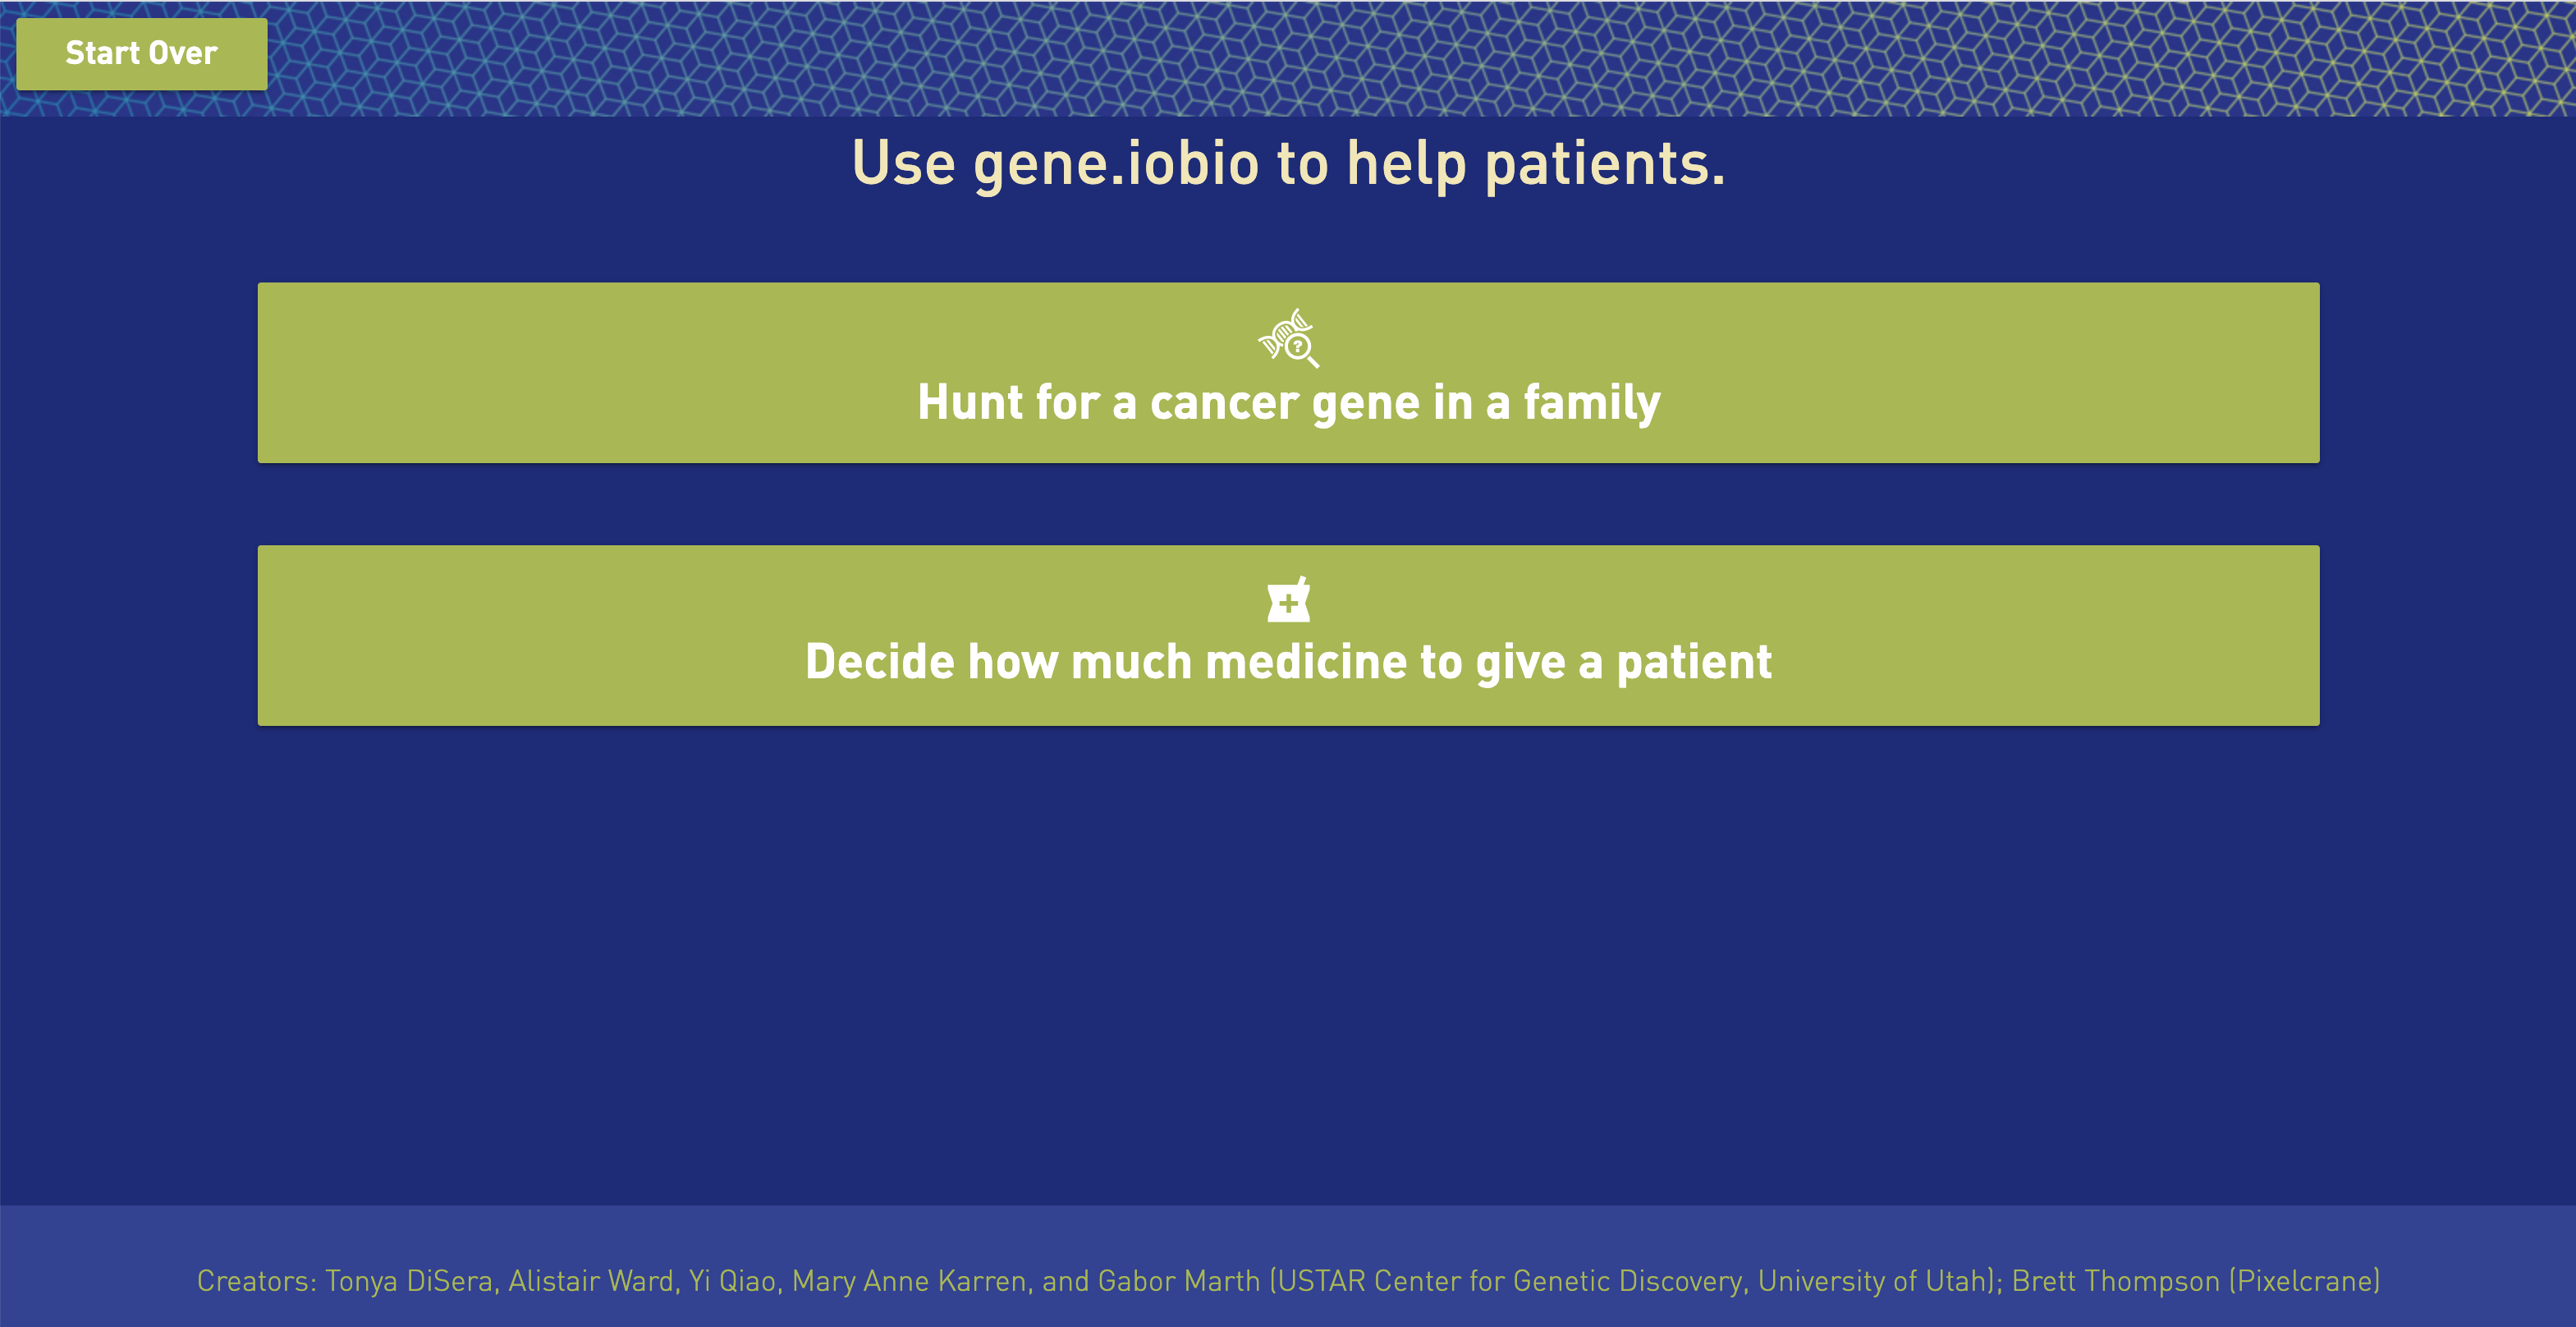 Start Over
Use gene.iobio to help patients.
?
Hunt for a cancer gene in a family
Decide how much medicine to give a patient
Creators: Tonya DiSera, Alistair Ward, Yi Qiao, Mary Anne Karren, and Gabor Marth (USTAR Center for Genetic Discovery, University of Utah); Brett Thompson (Pixelcrane)